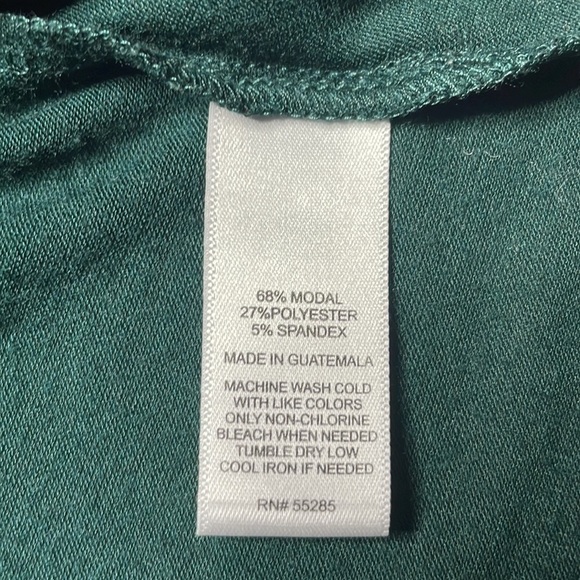 68% MODAL
27%POLYESTER
5% SPANDEX
MADE IN GUATEMALA
MACHINE WASH COLD
WITH LIKE COLORS
ONLY NON-CHLORINE
BLEACH WHEN NEEDED
TUMBLE DRY LOW
COOL IRON IF NEEDED
RN# 55285